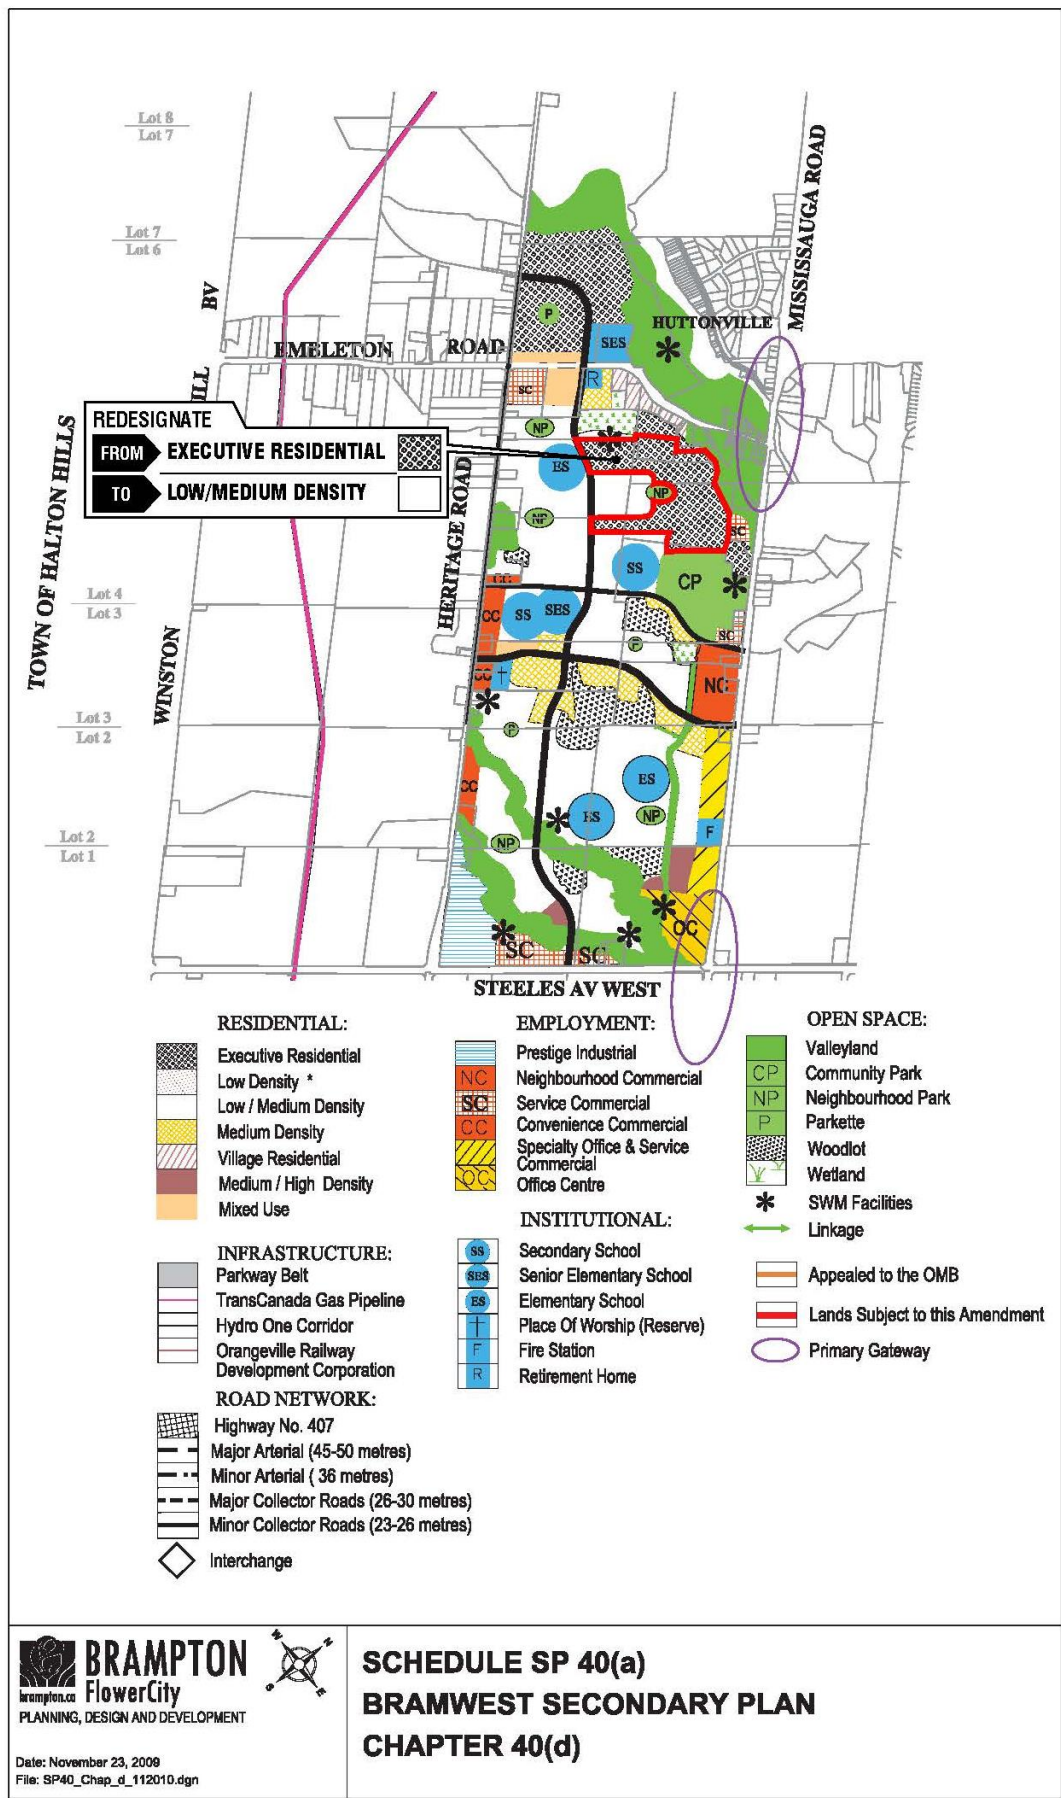 Lot 8
Lot 7
MISSISSAUGA ROAD
Lot 7
Lot 6
BV
P
HUTTONVILLE
EMBLETON ROAD
SES
R
SC
REDESIGNATE
FROM EXECUTIVE RESIDENTIAL
TO LOW/MEDIUM DENSITY
NP
ES
NP
NP
SC
TOWN OF HALTON HILLS
HERITAGE ROAD
SS
CP
CC
Lot 4
Lot 3
CC
SS
SES
P
SC
WINSTON
NC
Lot 3
Lot 2
P
ES
CC
ES
NP
F
Lot 2
Lot 1
NP
OC
SC
SC
STEELES AV WEST
RESIDENTIAL:
Executive Residential
Low Density *
Low / Medium Density
Medium Density
Village Residential
Medium / High Density
Mixed Use
INFRASTRUCTURE:
Parkway Belt
TransCanada Gas Pipeline
Hydro One Corridor
Orangeville Railway
Development Corporation
ROAD NETWORK:
Highway No. 407
Major Arterial (45-50 metres)
Minor Arterial ( 36 metres)
Major Collector Roads (26-30 metres)
Minor Collector Roads (23-26 metres)
Interchange
EMPLOYMENT:
Prestige Industrial
NC Neighbourhood Commercial
SC Service Commercial
CC Convenience Commercial
Specialty Office & Service
Commercial
OC Office Centre
INSTITUTIONAL:
SS Secondary School
SES Senior Elementary School
ES Elementary School
Place Of Worship (Reserve)
F Fire Station
R Retirement Home
OPEN SPACE:
Valleyland
CP Community Park
NP Neighbourhood Park
P Parkette
Woodlot
Wetland
SWM Facilities
Linkage
Appealed to the OMB
Lands Subject to this Amendment
Primary Gateway
BRAMPTON
brampton.ca FlowerCity
PLANNING, DESIGN AND DEVELOPMENT
W N
S E
Date: November 23, 2009
File: SP40_Chap_d_112010.dgn
SCHEDULE SP 40(a)
BRAMWEST SECONDARY PLAN
CHAPTER 40(d)